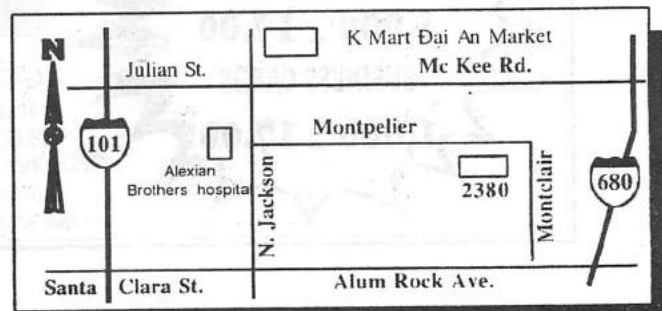 N
K Mart Đai An Market
Julian St.
Mc Kee Rd.
101
Montpelier
Alexian
Brothers hospital
N. Jackson
2380
Montclair
680
Santa Clara St.
Alum Rock Ave.